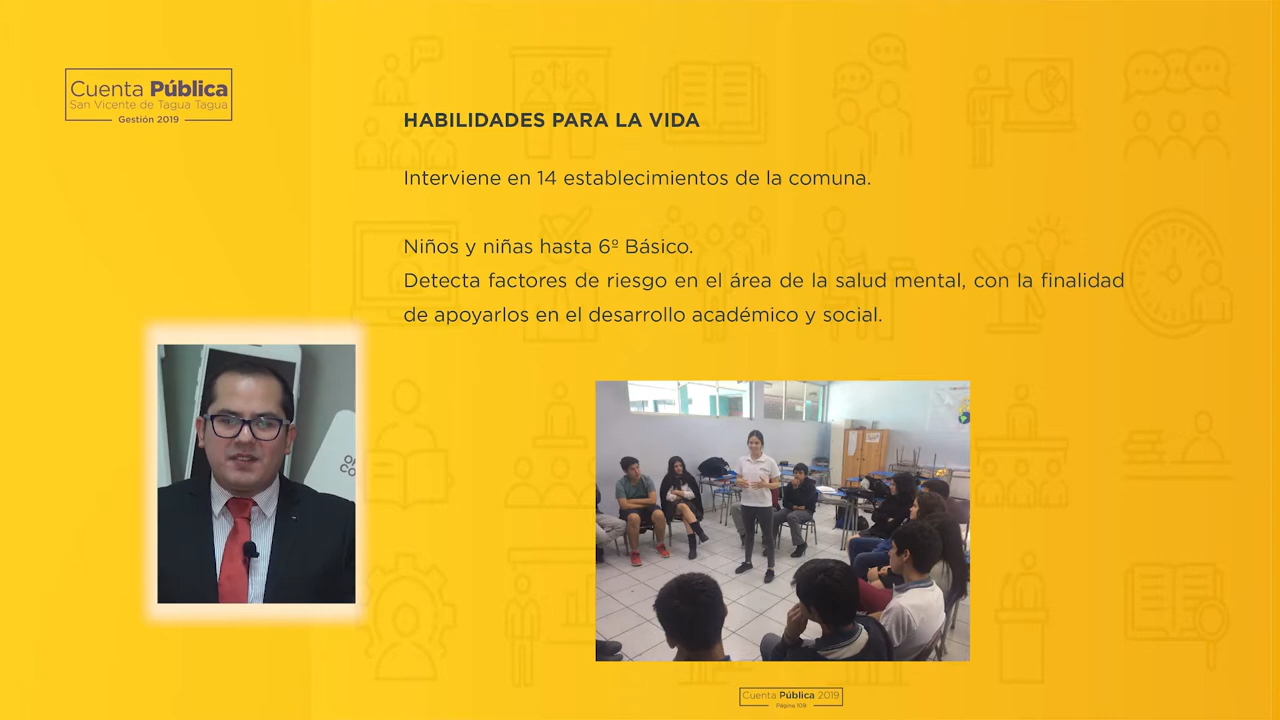 Cuenta Pública
San Vicente de Tagua Tagua
Gestión 2019
HABILIDADES PARA LA VIDA
Interviene en 14 establecimientos de la comuna.
Niños y niñas hasta 6º Básico.
Detecta factores de riesgo en el área de la salud mental, con la finalidad
de apoyarlos en el desarrollo académico y social.
Cuenta Pública 2019
Página 109